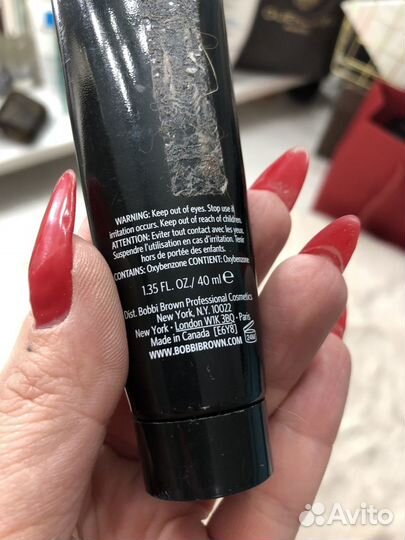 WARNING: Keep out of eyes. Stop use if
irritation occurs. Keep out of reach of children.
ATTENTION: Eviter tout contact avec les yeux.
Suspendre l'utilisation en cas d'irritation. Tenir
hors de portée des enfants.
CONTAINS: Oxybenzone CONTIENT: Oxybenzone
1.35 FL. OZ./ 40 ml ℮
Dist. Bobbi Brown Professional Cosmetics
New York, N.Y. 10022
New York · London W1K 3BQ · Paris
Made in Canada [E6Y8]
24M
WWW.BOBBIBROWN.COM
Avito